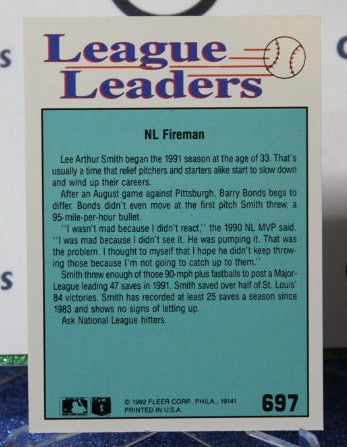 League
Leaders
NL Fireman
Lee Arthur Smith began the 1991 season at the age of 33. That's
usually a time that relief pitchers and starters alike start to slow down
and wind up their careers.
After an August game against Pittsburgh, Barry Bonds begs to
differ. Bonds didn't even move at the first pitch Smith threw, a
95-mile-per-hour bullet.
"I wasn't mad because I didn't react," the 1990 NL MVP said.
"I was mad because I didn't see it. He was pumping it. That was
the problem. I thought to myself that I hope he didn't keep throw-
ing those because I'm not going to catch up to them."
Smith threw enough of those 90-mph plus fastballs to post a Major-
League leading 47 saves in 1991. Smith saved over half of St. Louis'
84 victories. Smith has recorded at least 25 saves a season since
1983 and shows no signs of letting up.
Ask National League hitters.
© 1992 FLEER CORP., PHILA., 19141
PRINTED IN U.S.A.
697